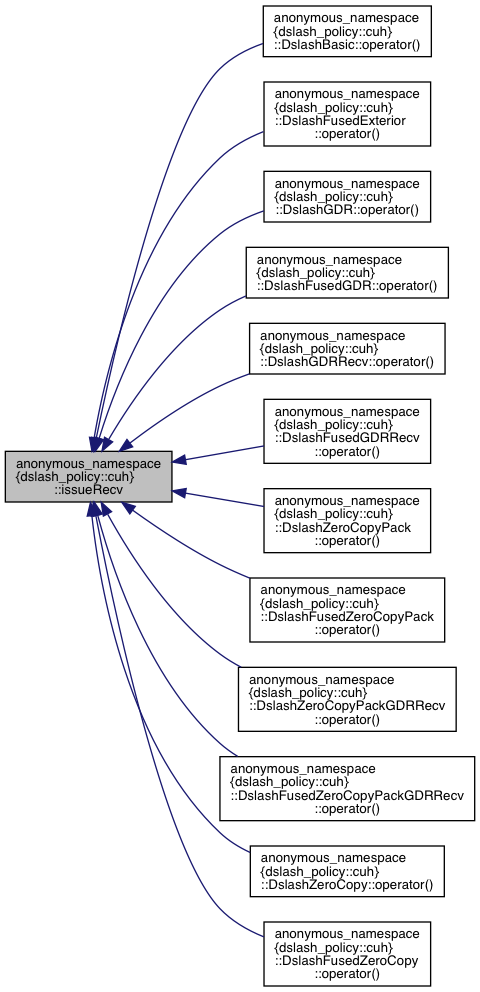 anonymous_namespace
{dslash_policy::cuh}
::DslashBasic::operator()
anonymous_namespace
{dslash_policy::cuh}
::DslashFusedExterior
::operator()
anonymous_namespace
{dslash_policy::cuh}
::DslashGDR::operator()
anonymous_namespace
{dslash_policy::cuh}
::DslashFusedGDR::operator()
anonymous_namespace
{dslash_policy::cuh}
::DslashGDRRecv::operator()
anonymous_namespace
{dslash_policy::cuh}
::DslashFusedGDRRecv
::operator()
anonymous_namespace
{dslash_policy::cuh}
::issueRecv
anonymous_namespace
{dslash_policy::cuh}
::DslashZeroCopyPack
::operator()
anonymous_namespace
{dslash_policy::cuh}
::DslashFusedZeroCopyPack
::operator()
anonymous_namespace
{dslash_policy::cuh}
::DslashZeroCopyPackGDRRecv
::operator()
anonymous_namespace
{dslash_policy::cuh}
::DslashFusedZeroCopyPackGDRRecv
::operator()
anonymous_namespace
{dslash_policy::cuh}
::DslashZeroCopy::operator()
anonymous_namespace
{dslash_policy::cuh}
::DslashFusedZeroCopy
::operator()